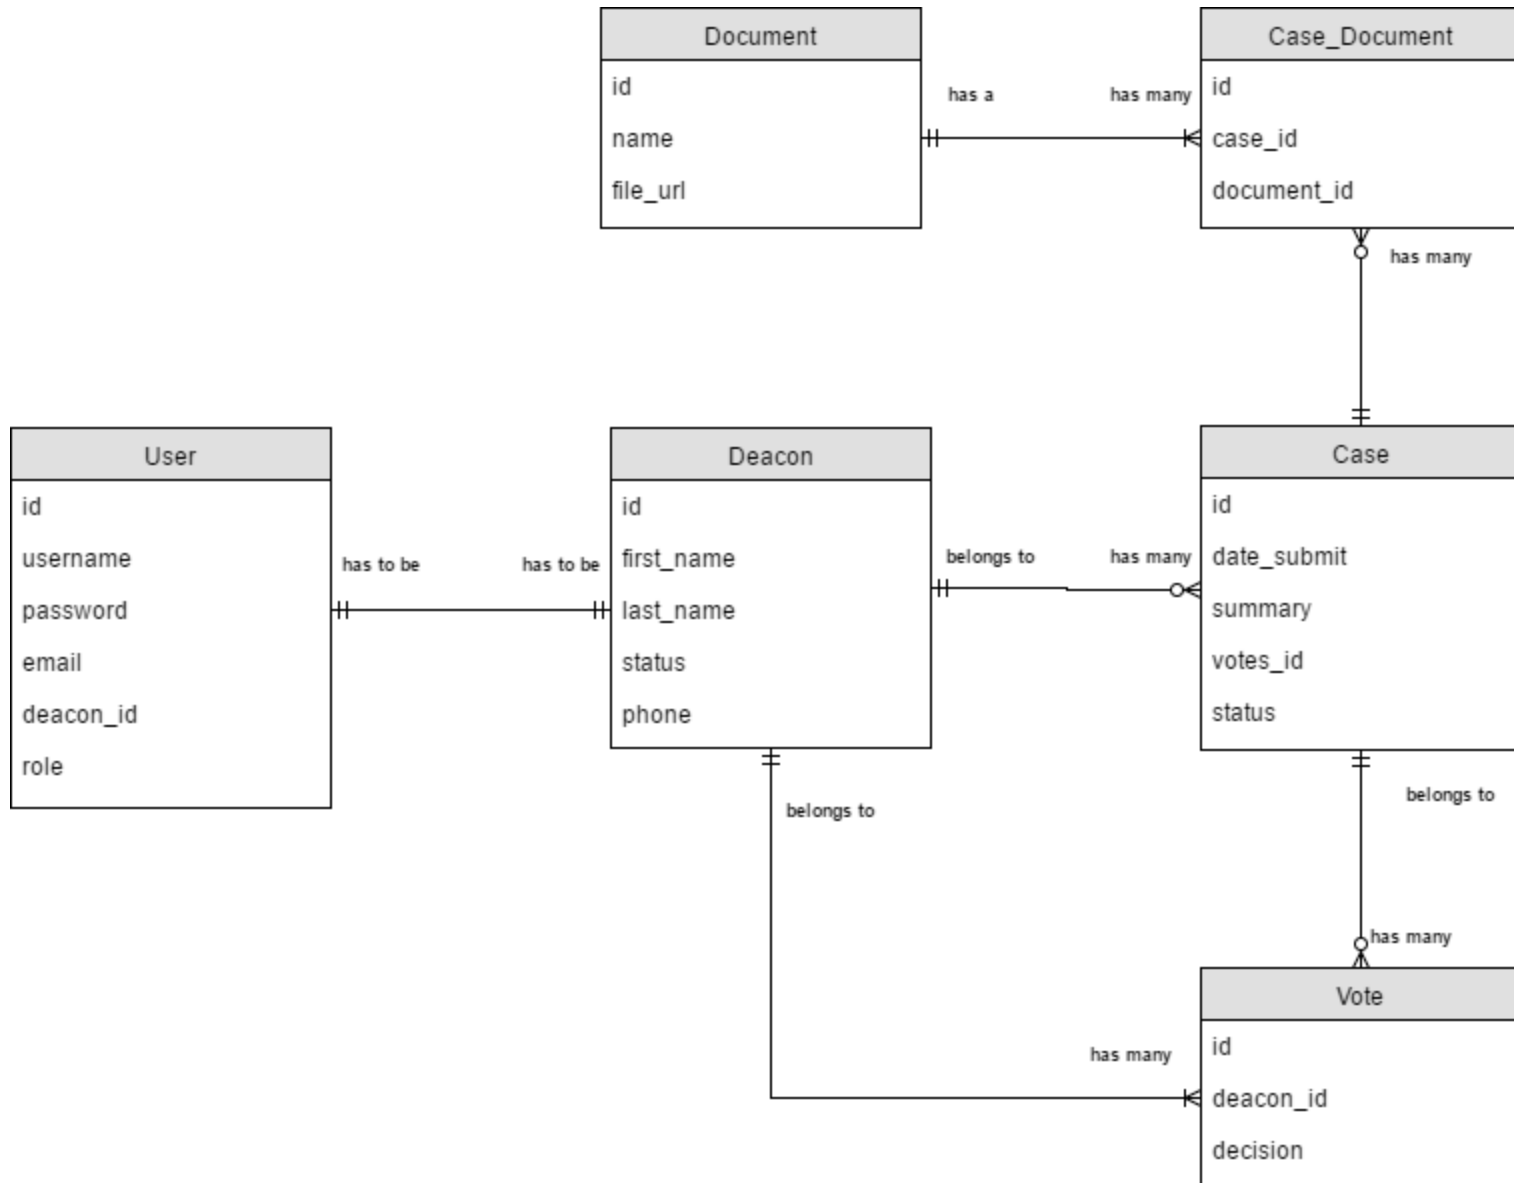 Document
id
name
file_url
has a
has many
Case_Document
id
case_id
document_id
has many
User
id
username
password
email
deacon_id
role
has to be
has to be
Deacon
id
first_name
last_name
status
phone
belongs to
has many
Case
id
date_submit
summary
votes_id
status
belongs to
belongs to
has many
has many
Vote
id
deacon_id
decision